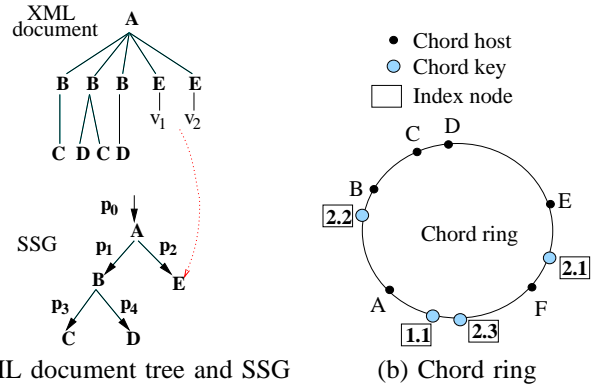 XML
document
A
B B B E E
v1 v2
C D C D
p0
SSG
A
p1 p2
B E
p3 p4
C D
ML document tree and SSG
Chord host
Chord key
Index node
C D
B E
2.2
Chord ring
2.1
A F
1.1 2.3
(b) Chord ring